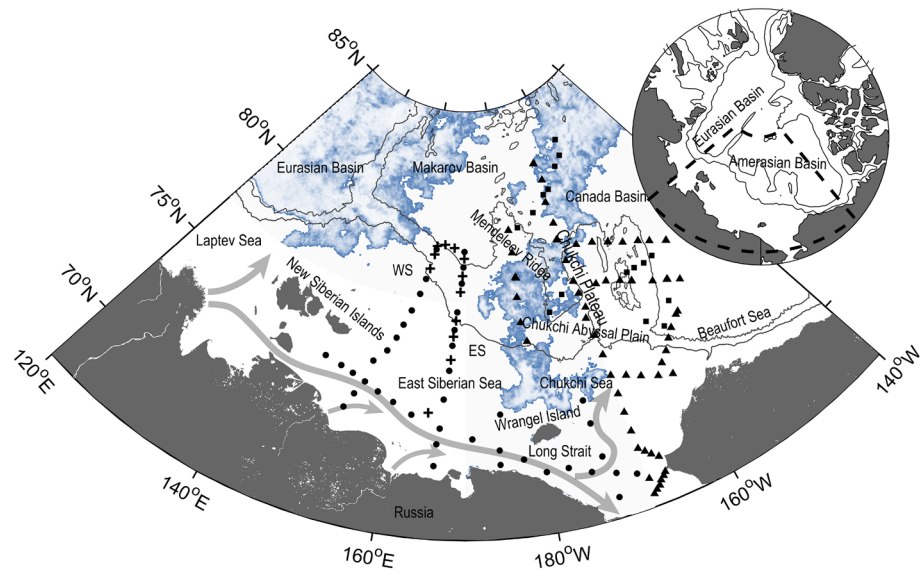 85°N
80°N
75°N
70°N
120°E
140°E
160°E
180°W
160°W
140°W
Eurasian Basin
Amerasian Basin
Eurasian Basin
Makarov Basin
Canada Basin
Laptev Sea
Mendeleev Ridge
Chukchi Plateau
WS
New Siberian Islands
Chukchi Abyssal Plain
Beaufort Sea
ES
East Siberian Sea
Chukchi Sea
Wrangel Island
Long Strait
Russia